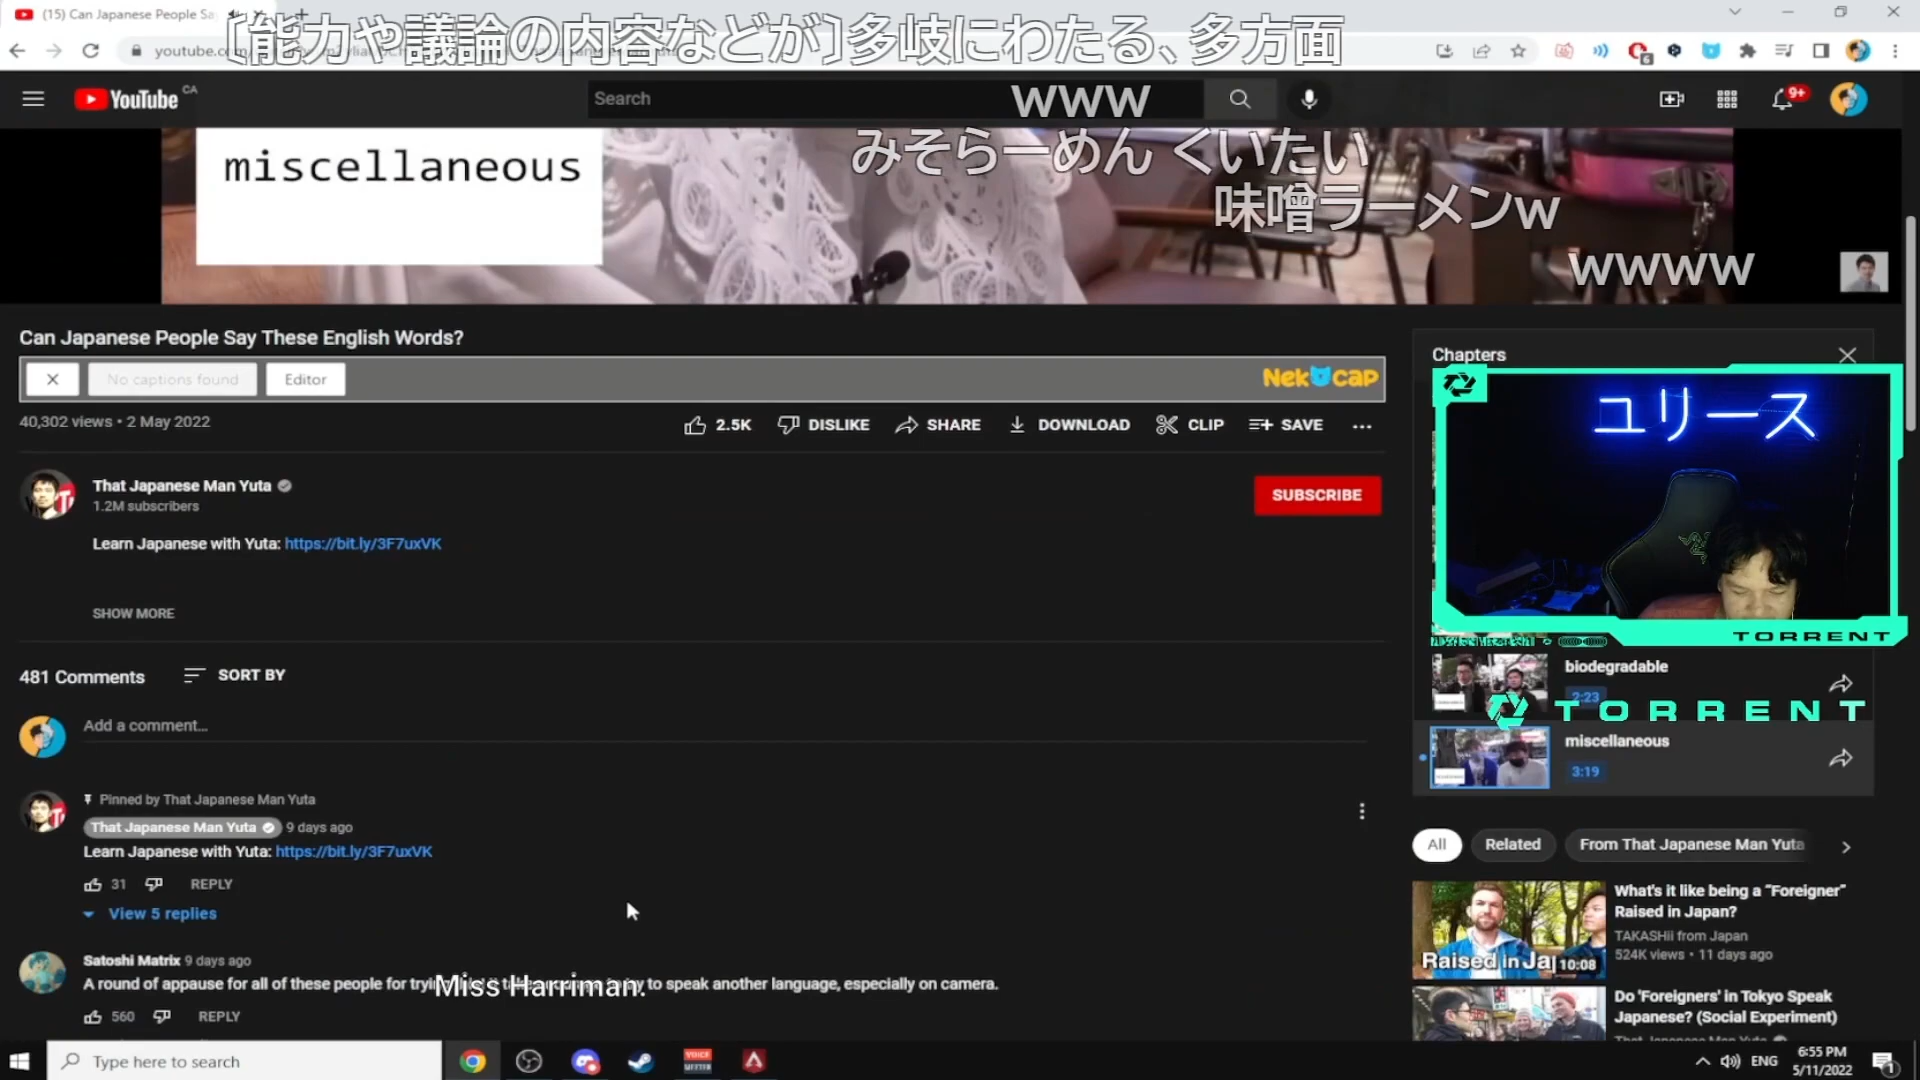 (15) Can Japanese People Sa
〔能力や議論の内容などが〕多岐にわたる、多方面
YouTube CA
Search
9+
www
miscellaneous
みそらーめん くいたい
味噌ラーメンw
wwww
Can Japanese People Say These English Words?
No captions found
Editor
Nekocap
40,302 views • 2 May 2022
2.5K
DISLIKE
SHARE
DOWNLOAD
CLIP
SAVE
That Japanese Man Yuta
1.2M subscribers
SUBSCRIBE
Learn Japanese with Yuta: https://bit.ly/3F7uxVK
SHOW MORE
481 Comments
SORT BY
Add a comment...
Pinned by That Japanese Man Yuta
That Japanese Man Yuta 9 days ago
Learn Japanese with Yuta: https://bit.ly/3F7uxVK
31
REPLY
View 5 replies
Satoshi Matrix 9 days ago
A round of appause for all of these people for to speak another language, especially on camera.
Miss Harriman.
560
REPLY
Chapters
ユリース
TORRENT
biodegradable
2:23
TORRENT
miscellaneous
3:19
All
Related
From That Japanese Man Yuta
What's it like being a “Foreigner”
Raised in Japan?
TAKASHii from Japan
524K views • 11 days ago
Raised in Ja
10:08
Do 'Foreigners' in Tokyo Speak
Japanese? (Social Experiment)
Type here to search
ENG
6:55 PM
5/11/2022
1